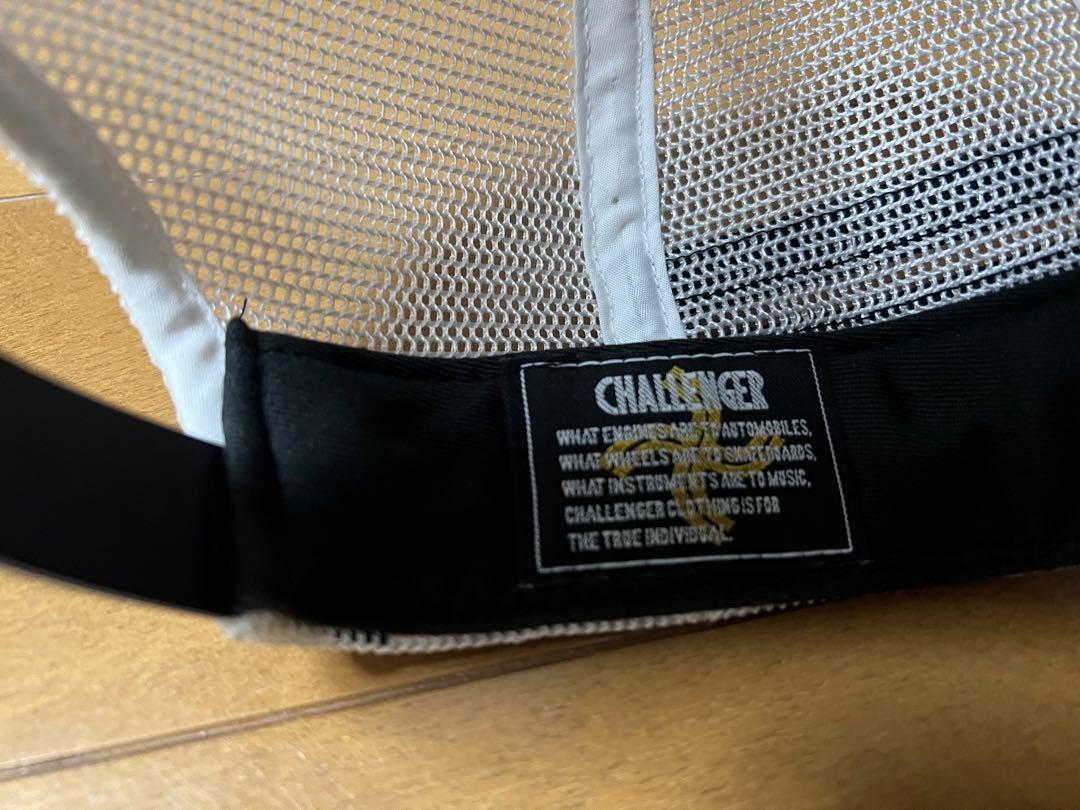 CHALLENGER
WHAT ENGINES ARE TO AUTOMOBILES,
WHAT WHEELS ARE TO SKATEBOARDS,
WHAT INSTRUMENTS ARE TO MUSIC,
CHALLENGER CLOTHING IS FOR
THE TRUE INDIVIDUAL.